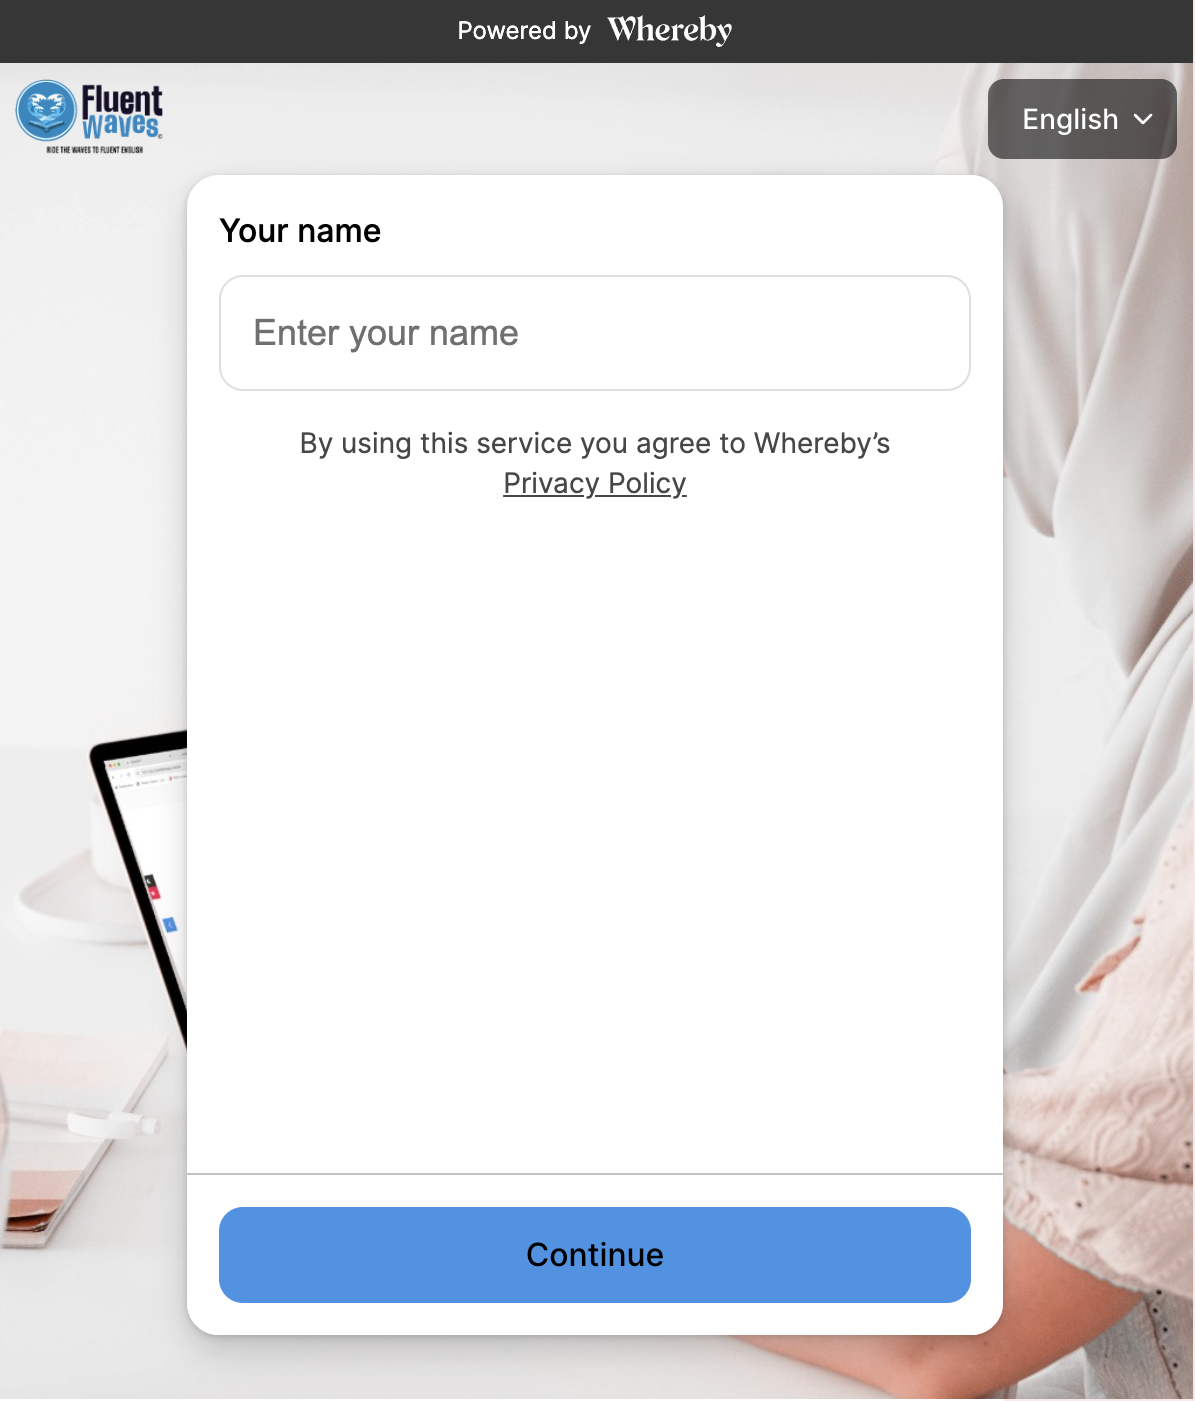 Powered by Whereby
Fluent
Waves
RIDE THE WAVES TO FLUENT ENGLISH
English
Your name
Enter your name
By using this service you agree to Whereby’s
Privacy Policy
Continue